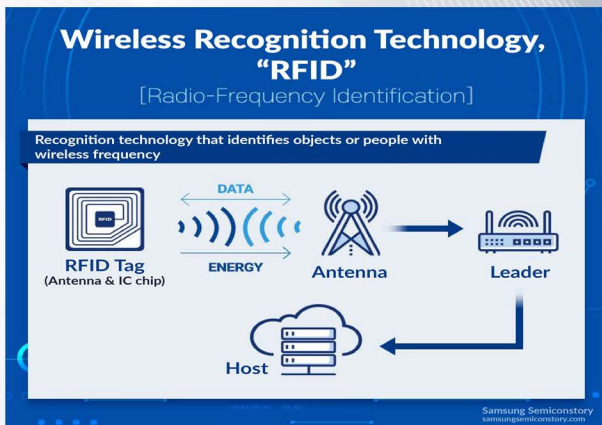 Wireless Recognition Technology,
“RFID”
[Radio-Frequency Identification]
Recognition technology that identifies objects or people with
wireless frequency
DATA
RFID
ENERGY
RFID Tag
(Antenna & IC chip)
Antenna
Leader
Host
Samsung Semiconstory
samsungsemiconstory.com